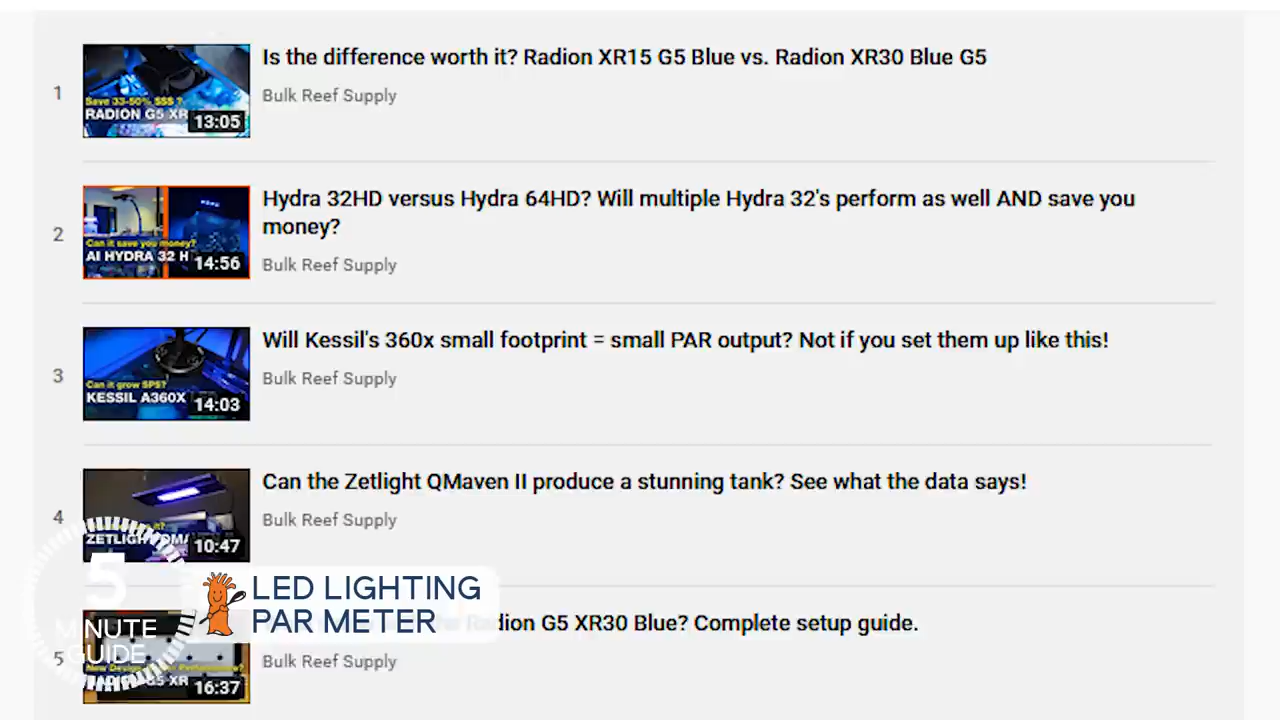 1
Save 33-50% $$$ ?
RADION G5 XR
13:05
Is the difference worth it? Radion XR15 G5 Blue vs. Radion XR30 Blue G5
Bulk Reef Supply
2
Can it save you money?
AI HYDRA 32 H
14:56
Hydra 32HD versus Hydra 64HD? Will multiple Hydra 32's perform as well AND save you
money?
Bulk Reef Supply
3
Can it grow SPS?
KESSIL A360X
14:03
Will Kessil's 360x small footprint = small PAR output? Not if you set them up like this!
Bulk Reef Supply
4
it?
ZETLIGHT QMA
10:47
Can the Zetlight QMaven II produce a stunning tank? See what the data says!
Bulk Reef Supply
5
MINUTE
GUIDE
LED LIGHTING
PAR METER
5
16:37
Radion G5 XR30 Blue? Complete setup guide.
Bulk Reef Supply